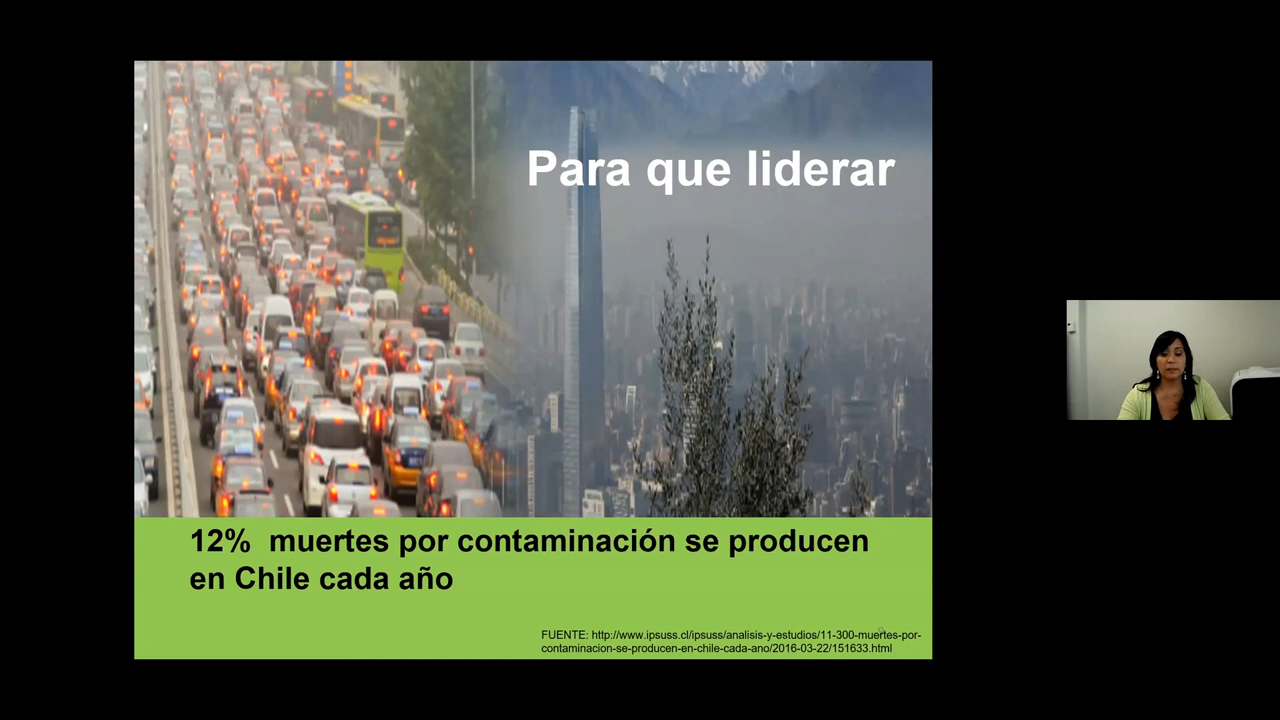 Para que liderar
12%  muertes por contaminación se producen
en Chile cada año
FUENTE: http://www.ipsuss.cl/ipsuss/analisis-y-estudios/11-300-muertes-por-
contaminacion-se-producen-en-chile-cada-ano/2016-03-22/151633.html